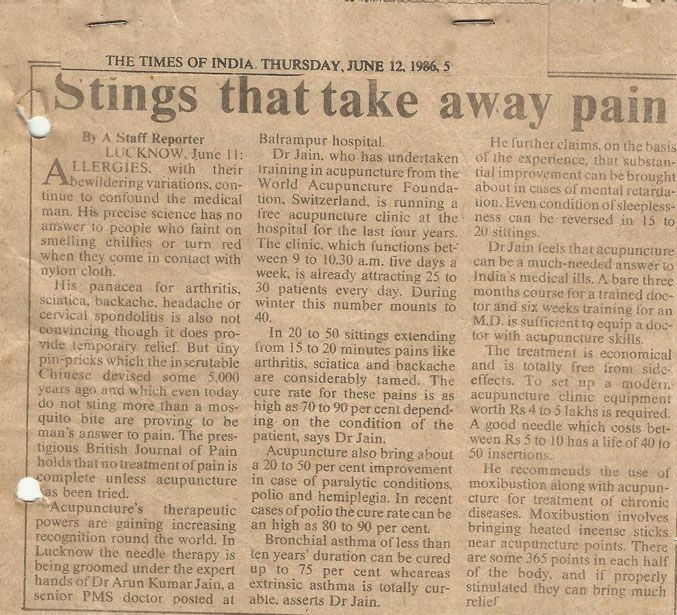 THE TIMES OF INDIA. THURSDAY, JUNE 12, 1986, 5
Stings that take away pain
By A Staff Reporter
LUCKNOW, June 11:
ALLERGIES, with their
bewildering variations, con-
tinue to confound the medical
man. His precise science has no
answer to people who faint on
smelling chillies or turn red
when they come in contact with
nylon cloth.
His panacea for arthritis,
sciatica, backache, headache or
cervical spondolitis is also not
convincing though it does pro-
vide temporary relief. But tiny
pin-pricks which the inscrutable
Chinese devised some 5,000
years ago and which even today
do not sting more than a mos-
quito bite are proving to be
man's answer to pain. The pres-
tigious British Journal of Pain
holds that no treatment of pain is
complete unless acupuncture
has been tried.
Acupuncture's therapeutic
powers are gaining increasing
recognition round the world. In
Lucknow the needle therapy is
being groomed under the expert
hands of Dr Arun Kumar Jain, a
senior PMS doctor posted at
Balrampur hospital.
Dr Jain, who has undertaken
training in acupuncture from the
World Acupuncture Founda-
tion, Switzerland, is running a
free acupuncture clinic at the
hospital for the last four years.
The clinic, which functions bet-
ween 9 to 10.30 a.m. five days a
week, is already attracting 25 to
30 patients every day. During
winter this number mounts to
40.
In 20 to 50 sittings extending
from 15 to 20 minutes pains like
arthritis, sciatica and backache
are considerably tamed. The
cure rate for these pains is as
high as 70 to 90 per cent depend-
ing on the condition of the
patient, says Dr Jain.
Acupuncture also bring about
a 20 to 50 per cent improvement
in case of paralytic conditions,
polio and hemiplegia. In recent
cases of polio the cure rate can be
an high as 80 to 90 per cent.
Bronchial asthma of less than
ten years' duration can be cured
up to 75 per cent wheareas
extrinsic asthma is totally cur-
able, asserts Dr Jain.
He further claims, on the basis
of the experience, that substan-
tial improvement can be brought
about in cases of mental retarda-
tion. Even condition of sleepless-
ness can be reversed in 15 to
20 sittings.
Dr Jain feels that acupuncture
can be a much-needed answer to
India's medical ills. A bare three
months course for a trained doc-
tor and six weeks training for an
M.D. is sufficient to equip a doc-
tor with acupuncture skills.
The treatment is economical
and is totally free from side-
effects. To set up a modern
acupuncture clinic equipment
worth Rs 4 to 5 lakhs is required.
A good needle which costs bet-
ween Rs 5 to 10 has a life of 40 to
50 insertions.
He recommends the use of
moxibustion along with acupun-
cture for treatment of chronic
diseases. Moxibustion involves
bringing heated incense sticks
near acupuncture points. There
are some 365 points in each half
of the body, and if properly
stimulated they can bring much
relief